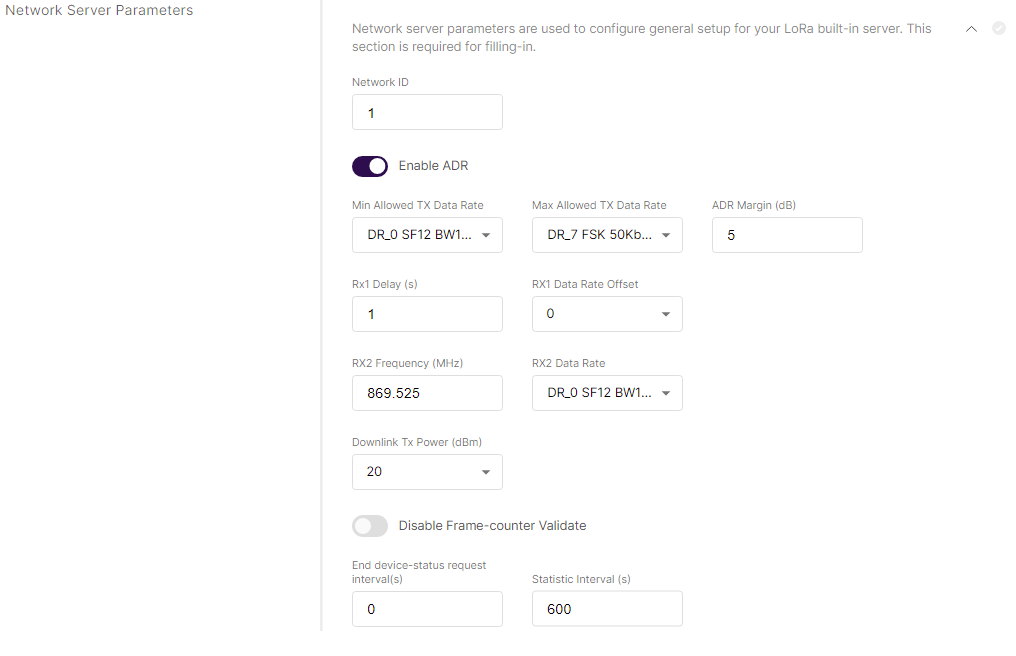 Network Server Parameters
Network server parameters are used to configure general setup for your LoRa built-in server. This
section is required for filling-in.
Network ID
1
Enable ADR
Min Allowed TX Data Rate
Max Allowed TX Data Rate
ADR Margin (dB)
DR_0 SF12 BW1...
DR_7 FSK 50Kb...
5
Rx1 Delay (s)
RX1 Data Rate Offset
1
0
RX2 Frequency (MHz)
RX2 Data Rate
869.525
DR_0 SF12 BW1...
Downlink Tx Power (dBm)
20
Disable Frame-counter Validate
End device-status request
interval(s)
Statistic Interval (s)
0
600